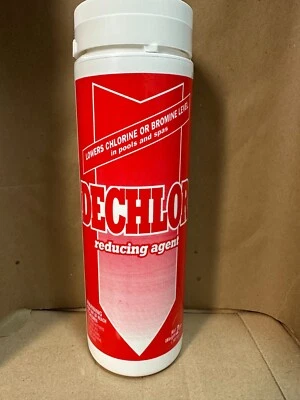 LOWERS CHLORINE OR BROMINE LEVEL
in pools and spas
DECHLOR
reducing agent